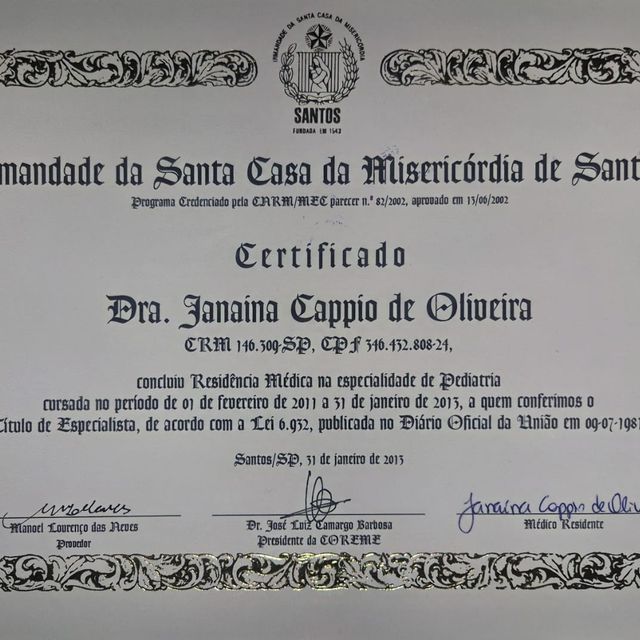 IRMANDADE DA SANTA CASA DA MISERICÓRDIA
SANTOS
FUNDADA EM 1543
mandade da Santa Casa da Misericórdia de Sant
Programa Credenciado pela CNRM/MEC parecer n.º 82/2002, aprovado em 13/06/2002
Certificado
Dra. Janaina Cappio de Oliveira
CRM 146.309-SP, CPF 346.432.808-24,
concluiu Residência Médica na especialidade de Pediatria
cursada no período de 01 de fevereiro de 2011 a 31 de janeiro de 2013, a quem conferimos o
Título de Especialista, de acordo com a Lei 6.932, publicada no Diário Oficial da União em 09-07-1981
Santos/SP, 31 de janeiro de 2013
Janaina Cappio de Oliv
Manoel Lourenço das Neves
Dr. José Luiz Camargo Barbosa
Médico Residente
Provedor
Presidente da COREME